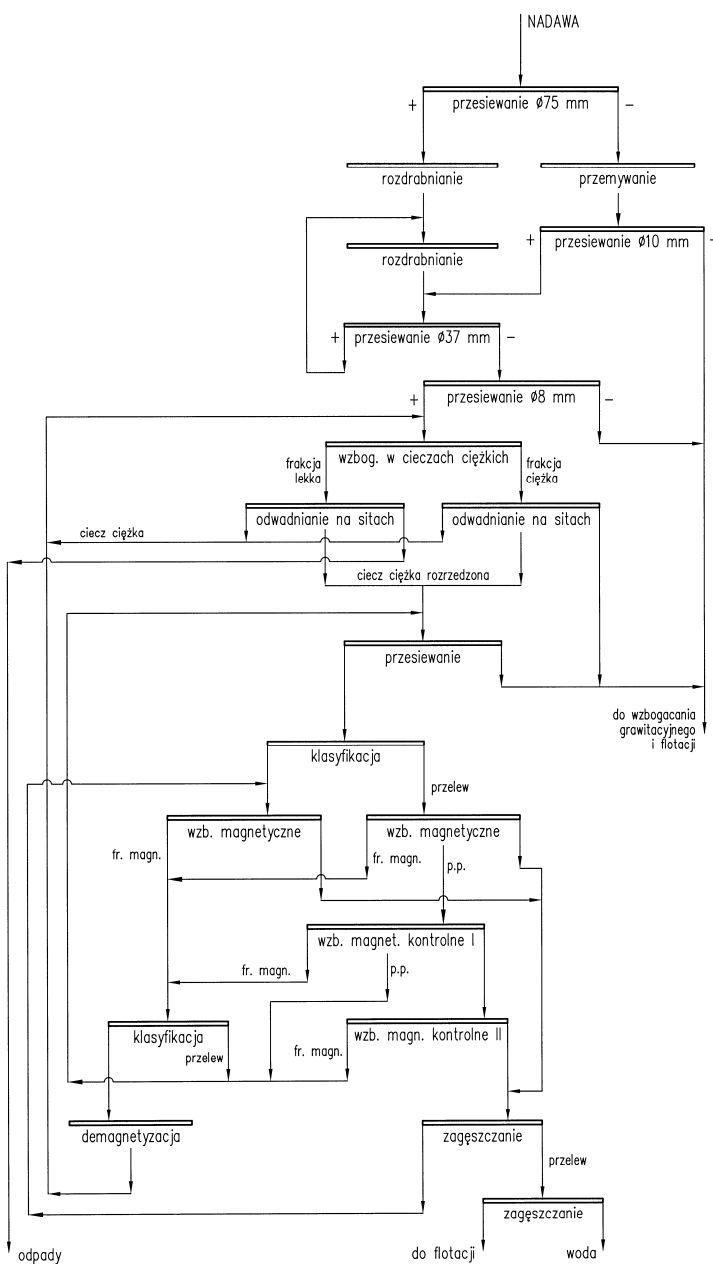 NADAWA
+ przesiewanie Ø75 mm −
rozdrabnianie
przemywanie
+ przesiewanie Ø10 mm -
rozdrabnianie
+ przesiewanie Ø37 mm −
+ przesiewanie Ø8 mm −
wzbog. w cieczach ciężkich
frakcja
lekka
frakcja
ciężka
odwadnianie na sitach
odwadnianie na sitach
ciecz ciężka
ciecz ciężka rozrzedzona
przesiewanie
do wzbogacania
grawitacyjnego
i flotacji
klasyfikacja
przelew
wzb. magnetyczne
wzb. magnetyczne
fr. magn.
fr. magn.
p.p.
wzb. magnet. kontrolne I
fr. magn.
p.p.
klasyfikacja
przelew
wzb. magn. kontrolne II
fr. magn.
demagnetyzacja
zagęszczanie
przelew
zagęszczanie
odpady
do flotacji
woda